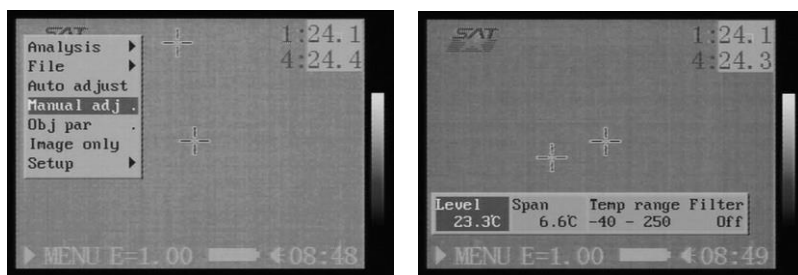 SAT
1:24.1
4:24.4
Analysis
File
Auto adjust
Manual adj .
Obj par .
Image only
Setup
MENU E=1.00 08:48
SAT
1:24.1
4:24.3
Level Span Temp range Filter
23.3℃ 6.6℃ -40 - 250 Off
MENU E=1.00 08:49